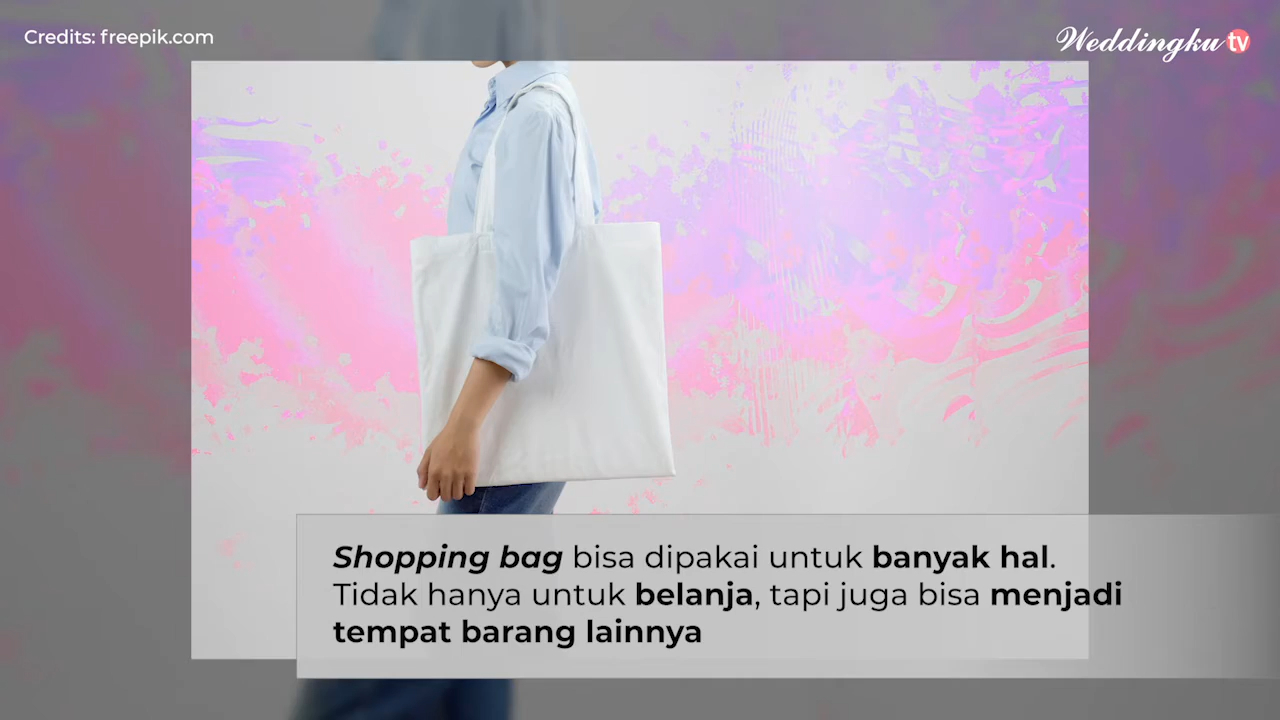 Credits: freepik.com
Weddingku tv
Shopping bag bisa dipakai untuk banyak hal.
Tidak hanya untuk belanja, tapi juga bisa menjadi
tempat barang lainnya